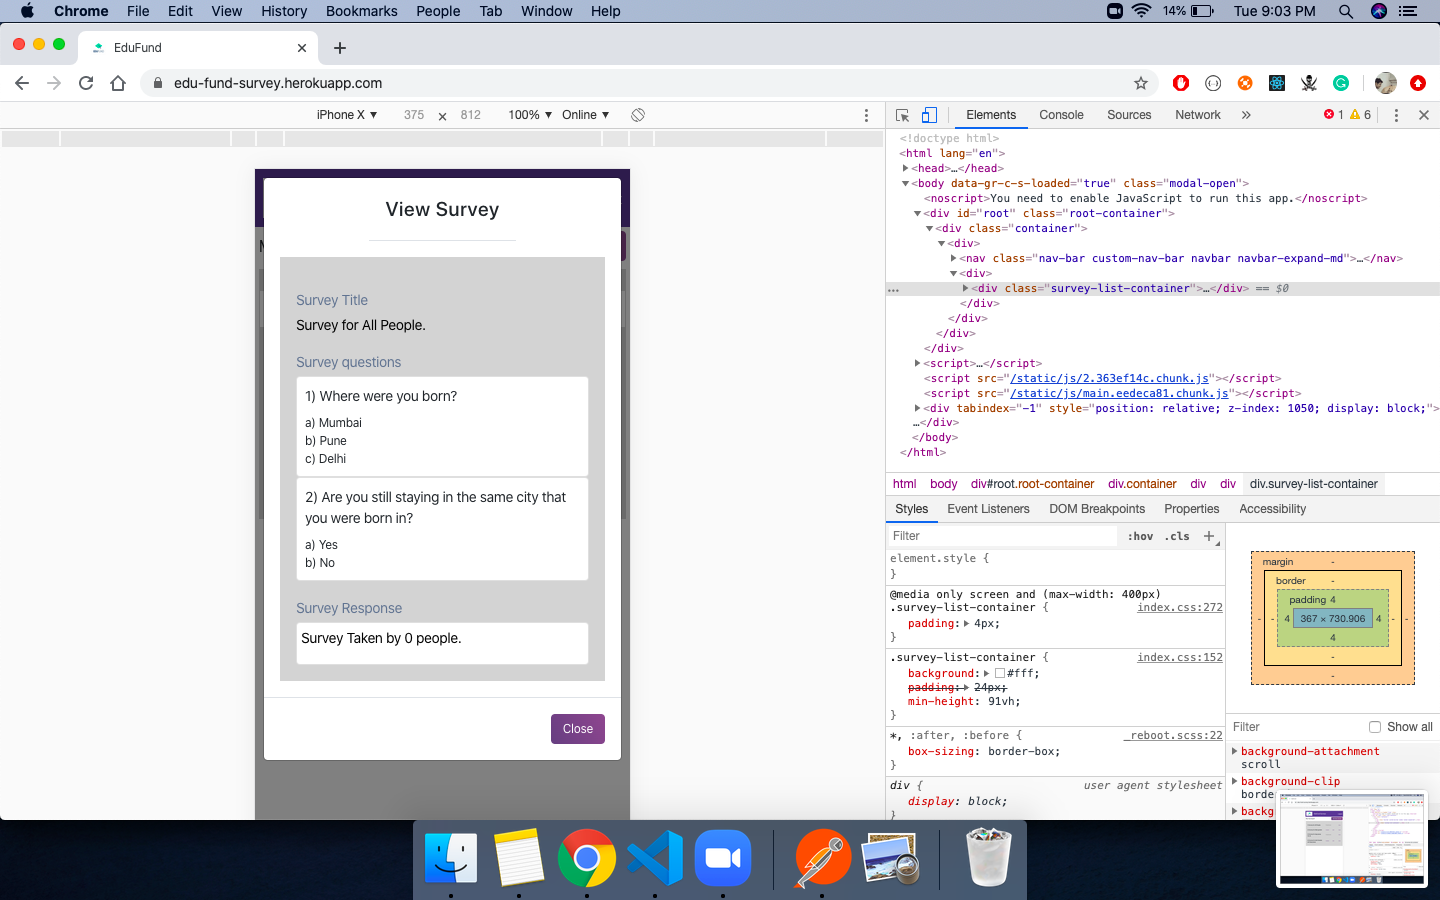 Chrome File Edit View History Bookmarks People Tab Window Help 14% Tue 9:03 PM
EduFund
edu-fund-survey.herokuapp.com
iPhone X ▼ 375 × 812 100% ▼ Online ▼
Elements Console Sources Network » 1 6
View Survey
Survey Title
Survey for All People.
Survey questions
1) Where were you born?
a) Mumbai
b) Pune
c) Delhi
2) Are you still staying in the same city that
you were born in?
a) Yes
b) No
Survey Response
Survey Taken by 0 people.
Close
<!doctype html>
<html lang="en">
<head>…</head>
<body data-gr-c-s-loaded="true" class="modal-open">
<noscript>You need to enable JavaScript to run this app.</noscript>
<div id="root" class="root-container">
<div class="container">
<div>
<nav class="nav-bar custom-nav-bar navbar navbar-expand-md">…</nav>
<div>
… <div class="survey-list-container">…</div> == $0
</div>
</div>
</div>
</div>
<script>…</script>
<script src="/static/js/2.363ef14c.chunk.js"></script>
<script src="/static/js/main.eedeca81.chunk.js"></script>
<div tabindex="-1" style="position: relative; z-index: 1050; display: block;">
…</div>
</body>
</html>
html body div#root.root-container div.container div div div.survey-list-container
Styles Event Listeners DOM Breakpoints Properties Accessibility
Filter :hov .cls +
element.style {
}
@media only screen and (max-width: 400px)
.survey-list-container { index.css:272
padding: 4px;
}
.survey-list-container { index.css:152
background: #fff;
padding: 24px;
min-height: 91vh;
}
*, :after, :before { _reboot.scss:22
box-sizing: border-box;
}
div { user agent stylesheet
display: block;
}
margin -
border -
padding 4
- - 4 367 × 730.906 4 - -
4
-
-
Filter Show all
background-attachment
scroll
background-clip